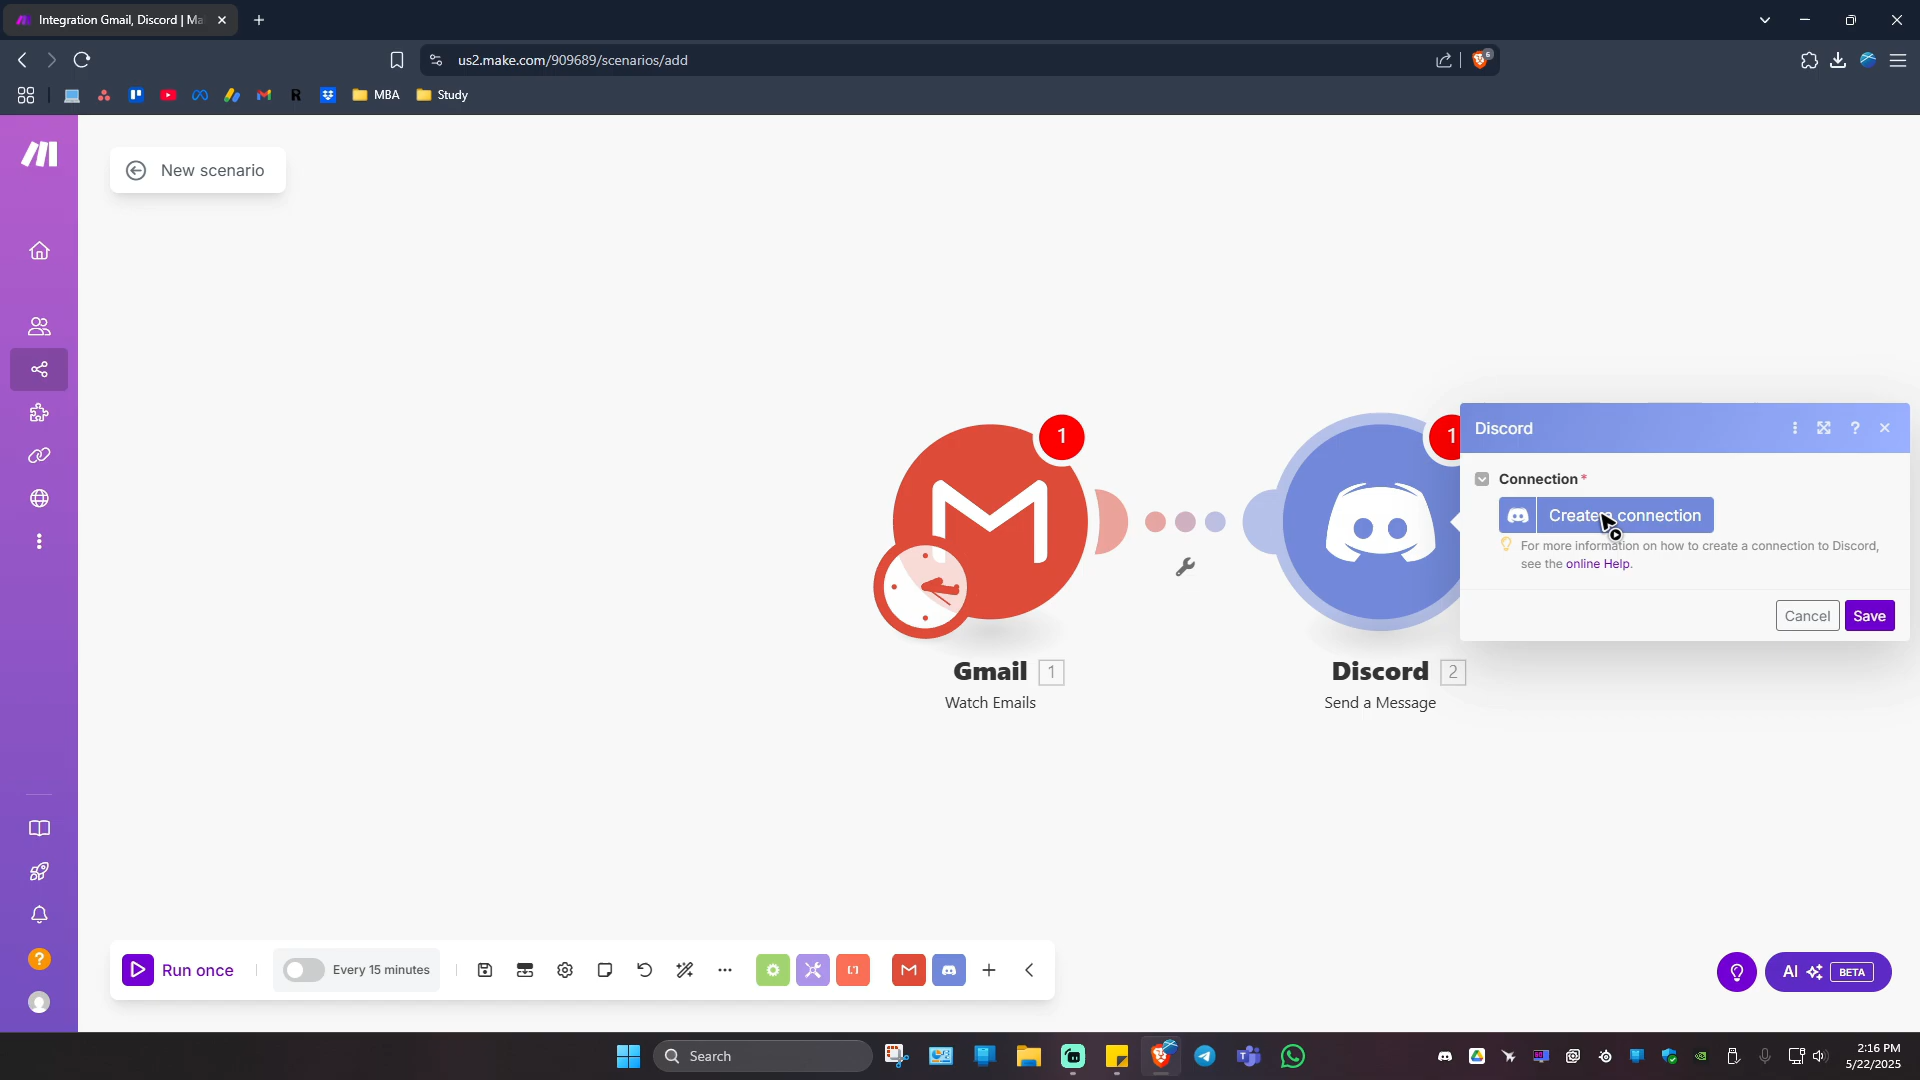 Integration Gmail, Discord | Ma
us2.make.com/909689/scenarios/add
6
MBA
Study
New scenario
1
1
Discord
?
Connection *
Create a connection
For more information on how to create a connection to Discord,
see the online Help.
Cancel
Save
Gmail 1
Watch Emails
Discord 2
Send a Message
Run once
Every 15 minutes
AI
BETA
?
Search
2:16 PM
5/22/2025